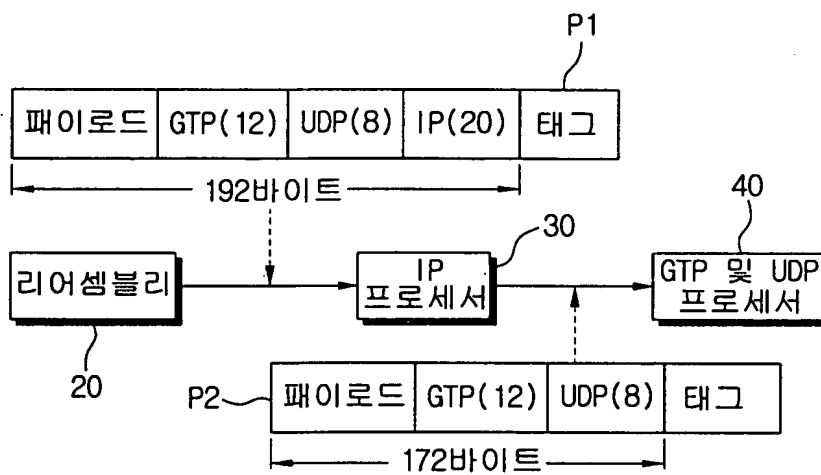 P1
패이로드 GTP(12) UDP(8) IP(20) 태그
192바이트
리어셈블리
20
IP
프로세서
30
GTP 및 UDP
프로세서
40
P2
패이로드 GTP(12) UDP(8) 태그
172바이트